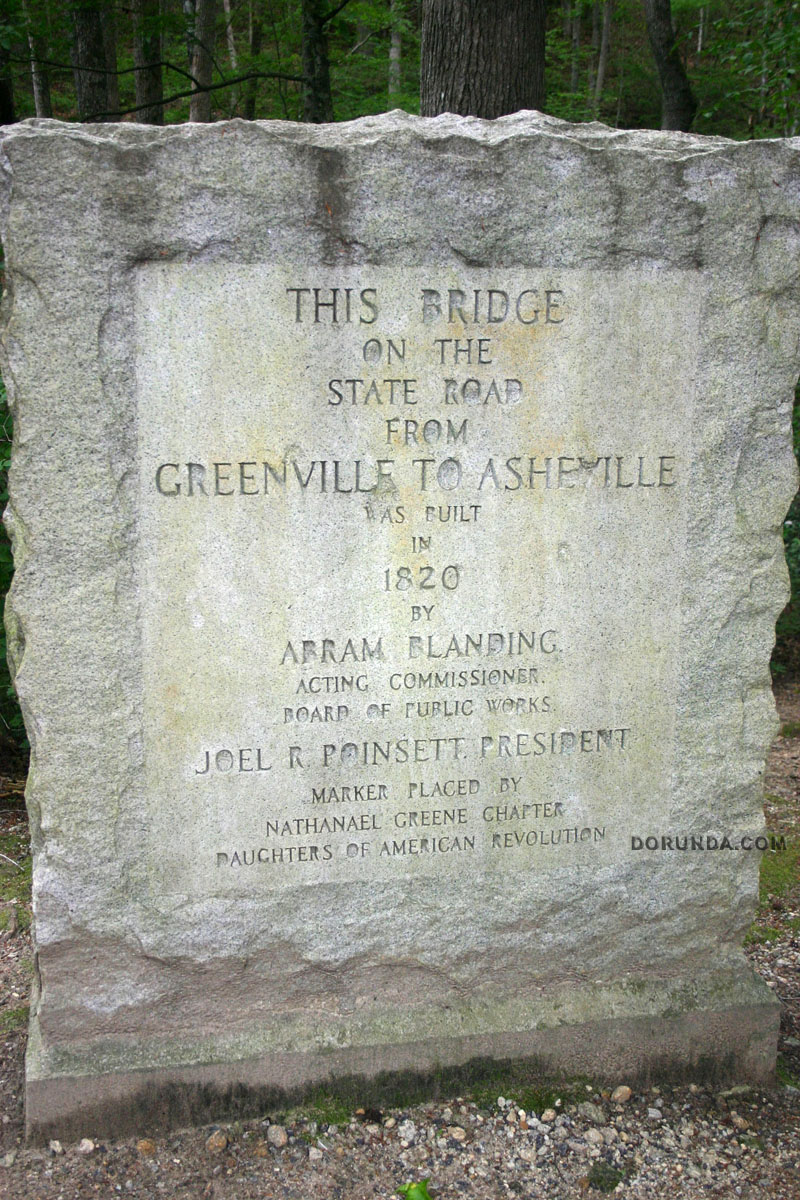 THIS BRIDGE
ON THE
STATE ROAD
FROM
GREENVILLE TO ASHEVILLE
WAS BUILT
IN
1820
BY
ABRAM BLANDING.
ACTING COMMISSIONER.
BOARD OF PUBLIC WORKS.
JOEL R. POINSETT. PRESIDENT
MARKER PLACED BY
NATHANAEL GREENE CHAPTER
DAUGHTERS OF AMERICAN REVOLUTION
DORUNDA.COM